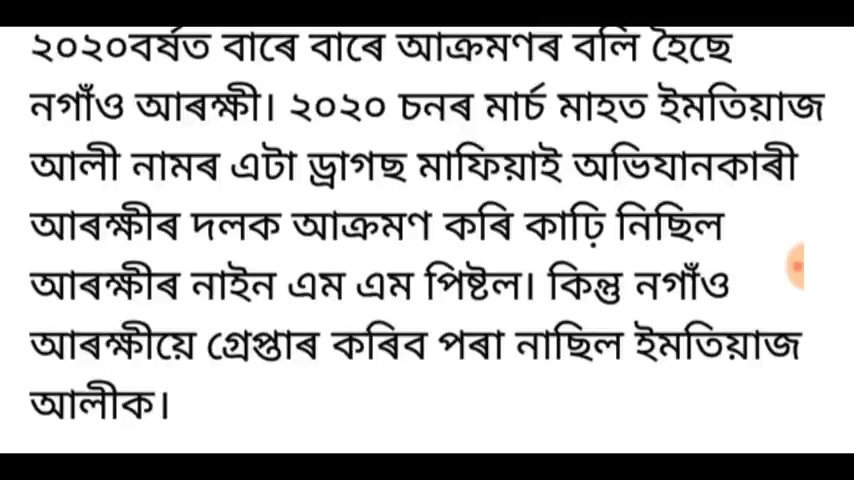 ২০২০বৰ্ষত বাৰে বাৰে আক্ৰমণৰ বলি হৈছে
নগাঁও আৰক্ষী। ২০২০ চনৰ মাৰ্চ মাহত ইমতিয়াজ
আলী নামৰ এটা ড্ৰাগছ মাফিয়াই অভিযানকাৰী
আৰক্ষীৰ দলক আক্ৰমণ কৰি কাঢ়ি নিছিল
আৰক্ষীৰ নাইন এম এম পিষ্টল। কিন্তু নগাঁও
আৰক্ষীয়ে গ্ৰেপ্তাৰ কৰিব পৰা নাছিল ইমতিয়াজ
আলীক।